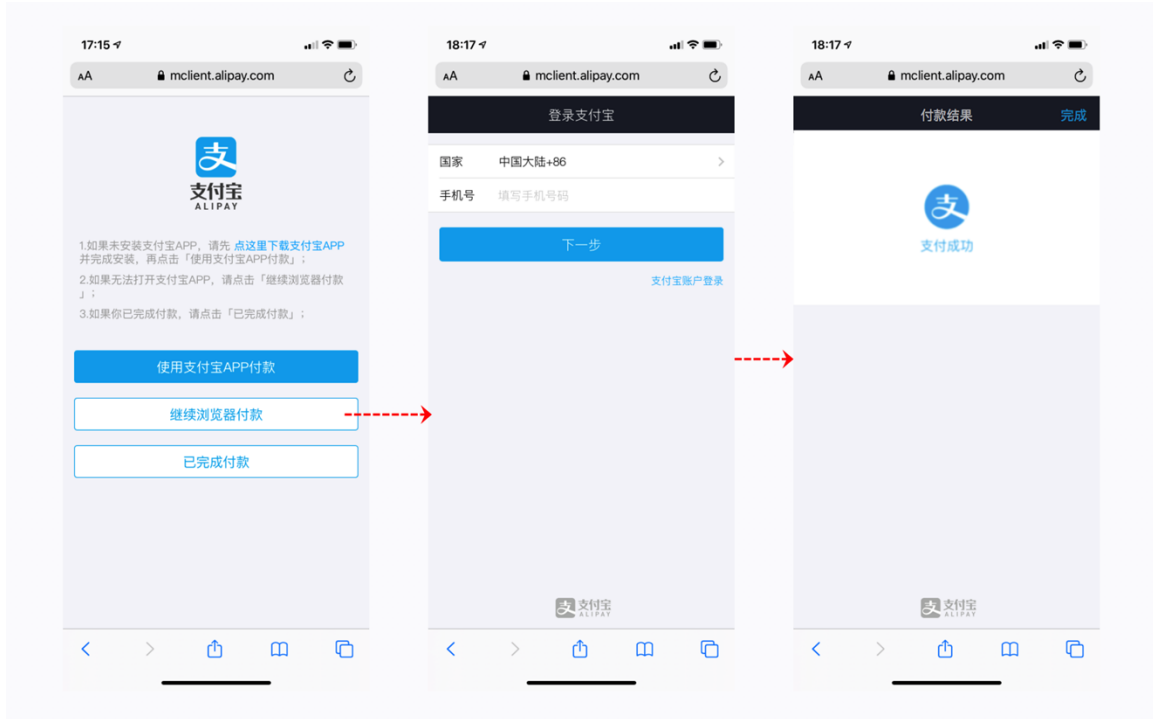 17:15
mclient.alipay.com
AA
支
支付宝
ALIPAY
1.如果未安装支付宝APP，请先 点这里下载支付宝APP
并完成安装，再点击「使用支付宝APP付款」；
2.如果无法打开支付宝APP，请点击「继续浏览器付款
」；
3.如果你已完成付款，请点击「已完成付款」；
使用支付宝APP付款
继续浏览器付款
已完成付款
18:17
AA
mclient.alipay.com
登录支付宝
国家 中国大陆+86
手机号 填写手机号码
下一步
支付宝账户登录
支 支付宝
ALIPAY
18:17
AA
mclient.alipay.com
付款结果 完成
支
支付成功
支 支付宝
ALIPAY